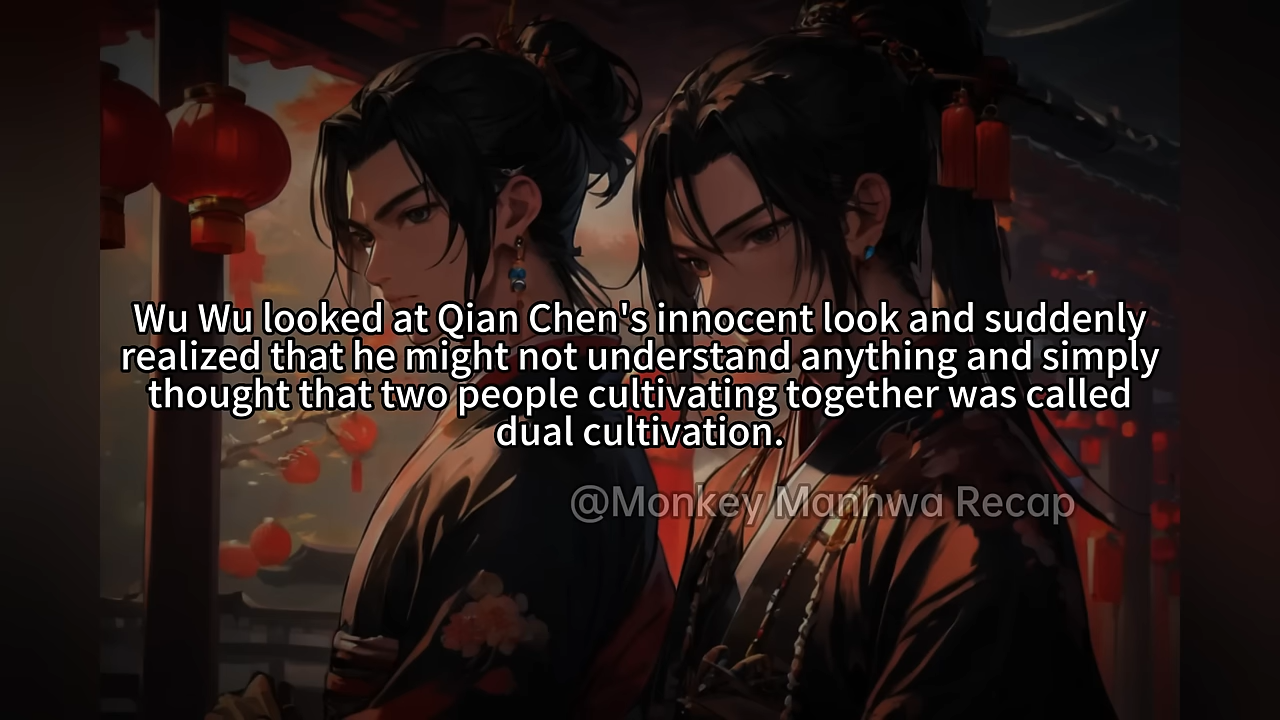 Wu Wu looked at Qian Chen's innocent look and suddenly
realized that he might not understand anything and simply
thought that two people cultivating together was called
dual cultivation.
@Monkey Manhwa Recap